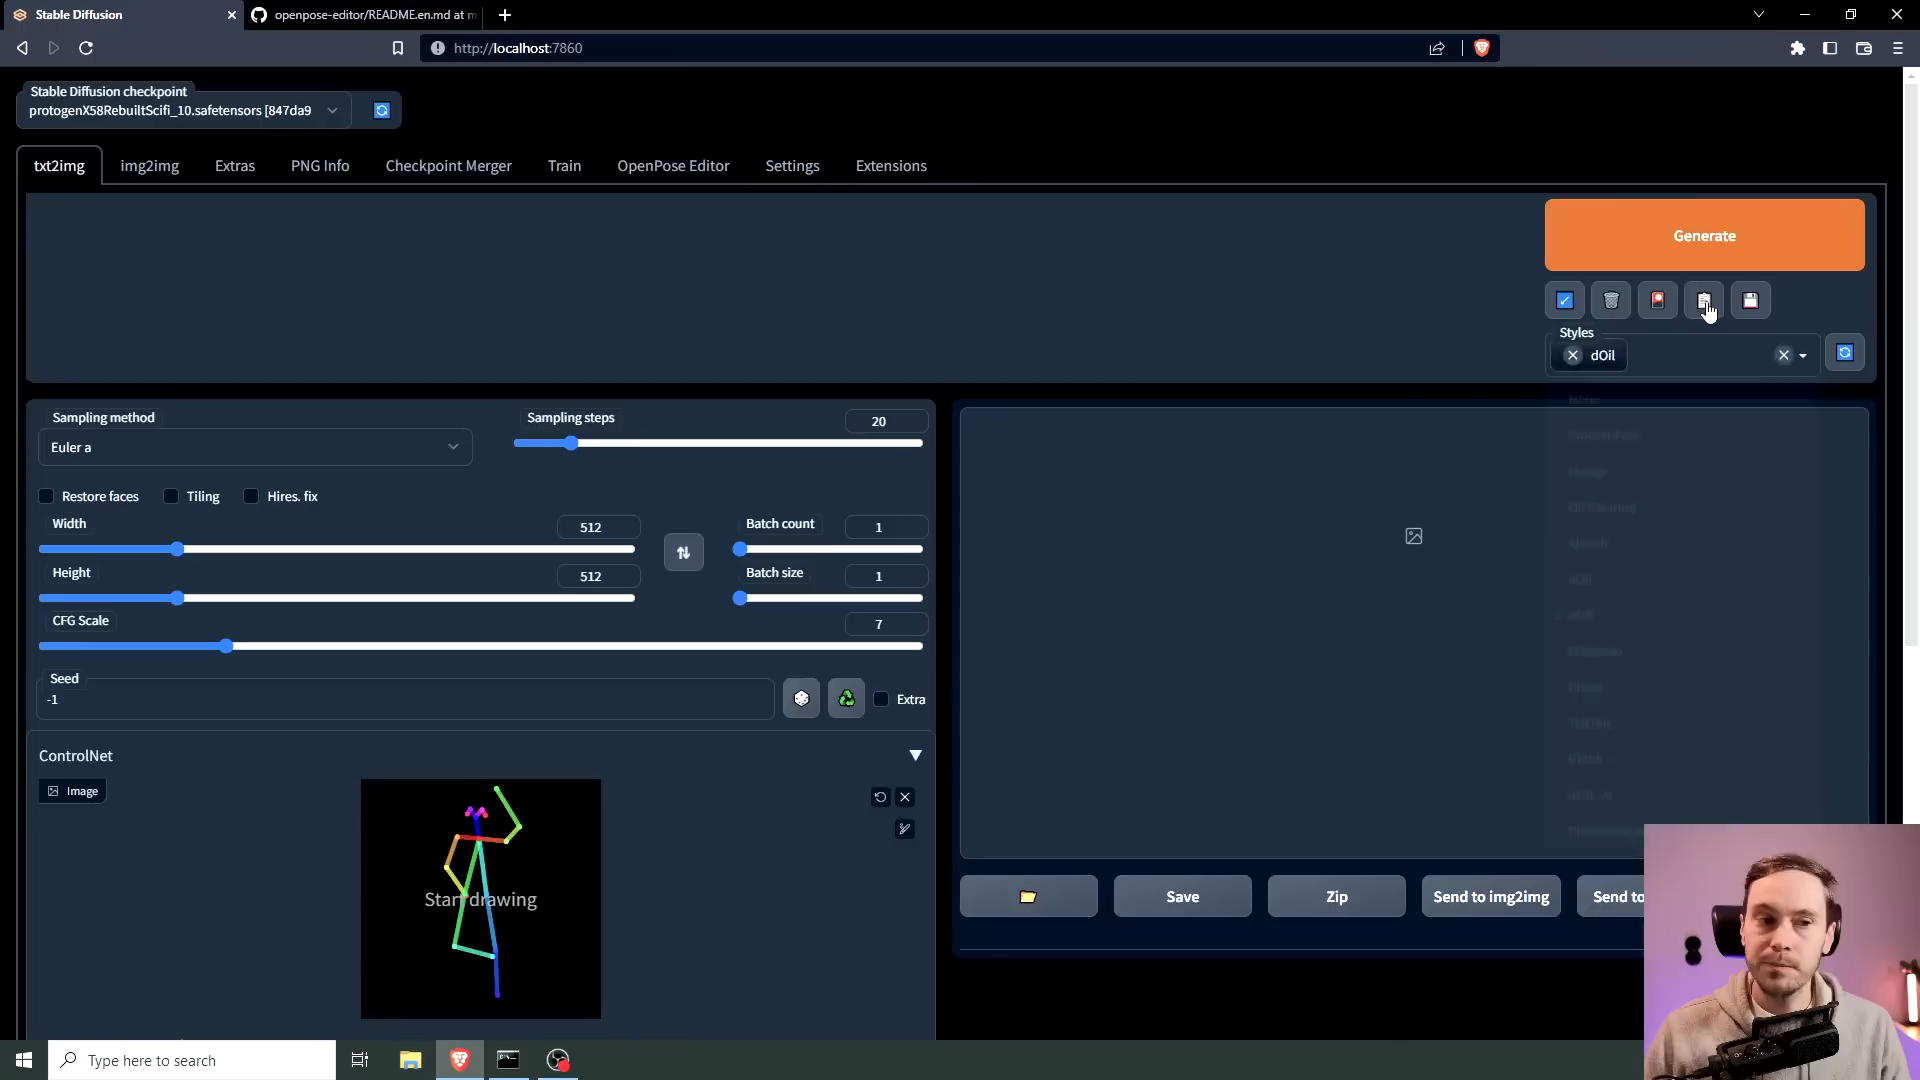 Stable Diffusion
openpose-editor/README.en.md at m
http://localhost:7860
Stable Diffusion checkpoint
protogenX58RebuiltScifi_10.safetensors [847da9
txt2img
img2img
Extras
PNG Info
Checkpoint Merger
Train
OpenPose Editor
Settings
Extensions
Generate
Styles
dOil
Sampling method
Euler a
Sampling steps
20
Restore faces
Tiling
Hires. fix
Width
512
Height
512
Batch count
1
Batch size
1
CFG Scale
7
Seed
-1
Extra
ControlNet
Image
Start drawing
Save
Zip
Send to img2img
Send to
Type here to search